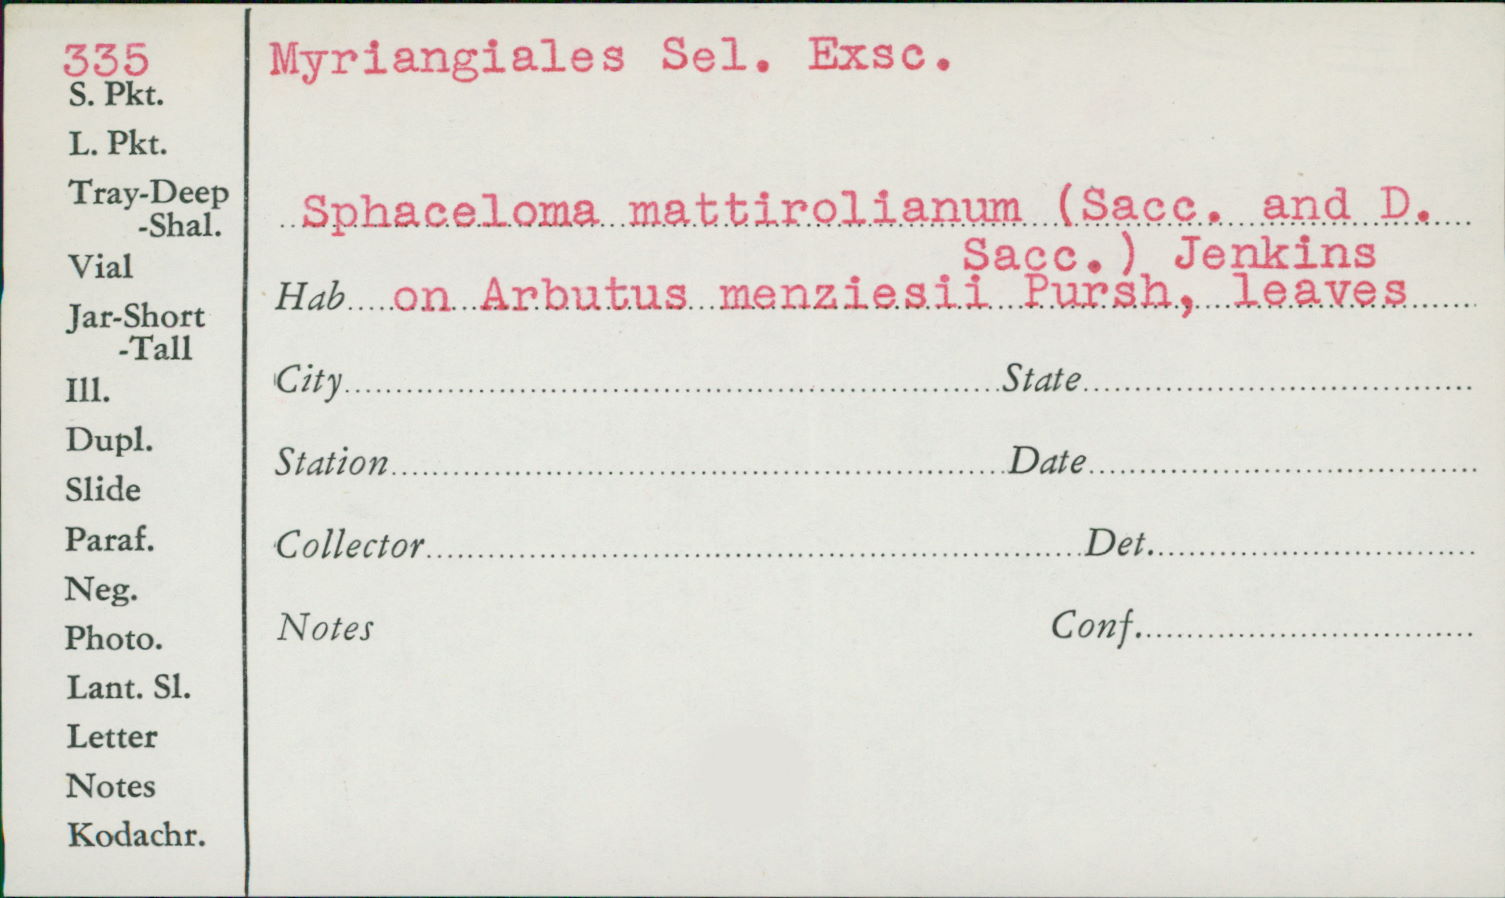 335
S. Pkt.
L. Pkt.
Tray-Deep
-Shal.
Vial
Jar-Short
-Tall
Ill.
Dupl.
Slide
Paraf.
Neg.
Photo.
Lant. Sl.
Letter
Notes
Kodachr.
Myriangiales Sel. Exsc.
Sphaceloma mattirolianum (Sacc. and D.
Sacc.) Jenkins
Hab on Arbutus menziesii Pursh, leaves
City State
Station Date
Collector Det.
Notes Conf.